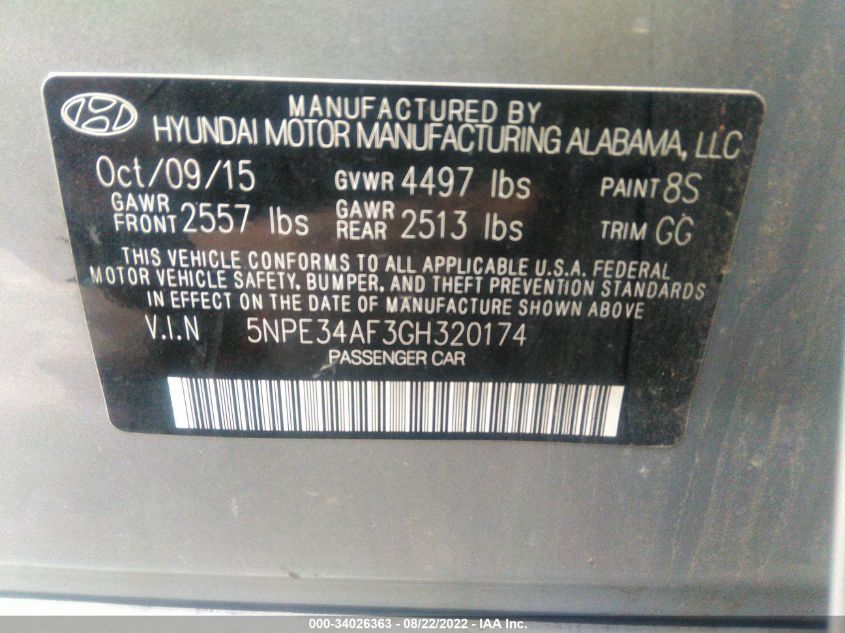 MANUFACTURED BY
HYUNDAI MOTOR MANUFACTURING ALABAMA, LLC
Oct/09/15 GVWR 4497 lbs PAINT 8S
GAWR FRONT 2557 lbs GAWR REAR 2513 lbs TRIM GG
THIS VEHICLE CONFORMS TO ALL APPLICABLE U.S.A. FEDERAL
MOTOR VEHICLE SAFETY, BUMPER, AND THEFT PREVENTION STANDARDS
IN EFFECT ON THE DATE OF MANUFACTURE SHOWN ABOVE
V.I.N 5NPE34AF3GH320174
PASSENGER CAR
000-34026363 - 08/22/2022 - IAA Inc.